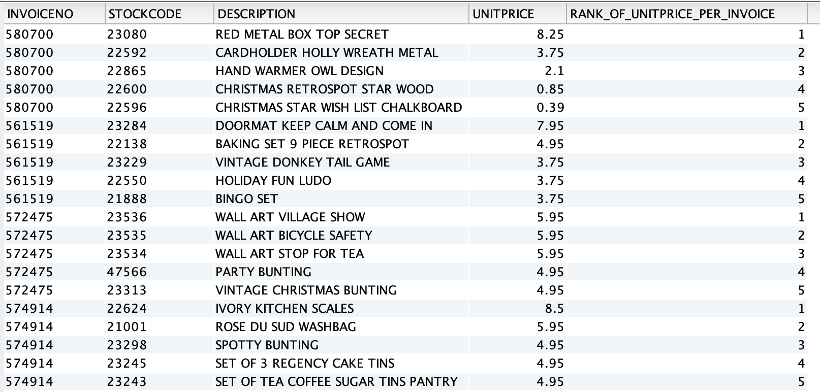 INVOICENO STOCKCODE DESCRIPTION UNITPRICE RANK_OF_UNITPRICE_PER_INVOICE
580700 23080 RED METAL BOX TOP SECRET 8.25 1
580700 22592 CARDHOLDER HOLLY WREATH METAL 3.75 2
580700 22865 HAND WARMER OWL DESIGN 2.1 3
580700 22600 CHRISTMAS RETROSPOT STAR WOOD 0.85 4
580700 22596 CHRISTMAS STAR WISH LIST CHALKBOARD 0.39 5
561519 23284 DOORMAT KEEP CALM AND COME IN 7.95 1
561519 22138 BAKING SET 9 PIECE RETROSPOT 4.95 2
561519 23229 VINTAGE DONKEY TAIL GAME 3.75 3
561519 22550 HOLIDAY FUN LUDO 3.75 4
561519 21888 BINGO SET 3.75 5
572475 23536 WALL ART VILLAGE SHOW 5.95 1
572475 23535 WALL ART BICYCLE SAFETY 5.95 2
572475 23534 WALL ART STOP FOR TEA 5.95 3
572475 47566 PARTY BUNTING 4.95 4
572475 23313 VINTAGE CHRISTMAS BUNTING 4.95 5
574914 22624 IVORY KITCHEN SCALES 8.5 1
574914 21001 ROSE DU SUD WASHBAG 5.95 2
574914 23298 SPOTTY BUNTING 4.95 3
574914 23245 SET OF 3 REGENCY CAKE TINS 4.95 4
574914 23243 SET OF TEA COFFEE SUGAR TINS PANTRY 4.95 5